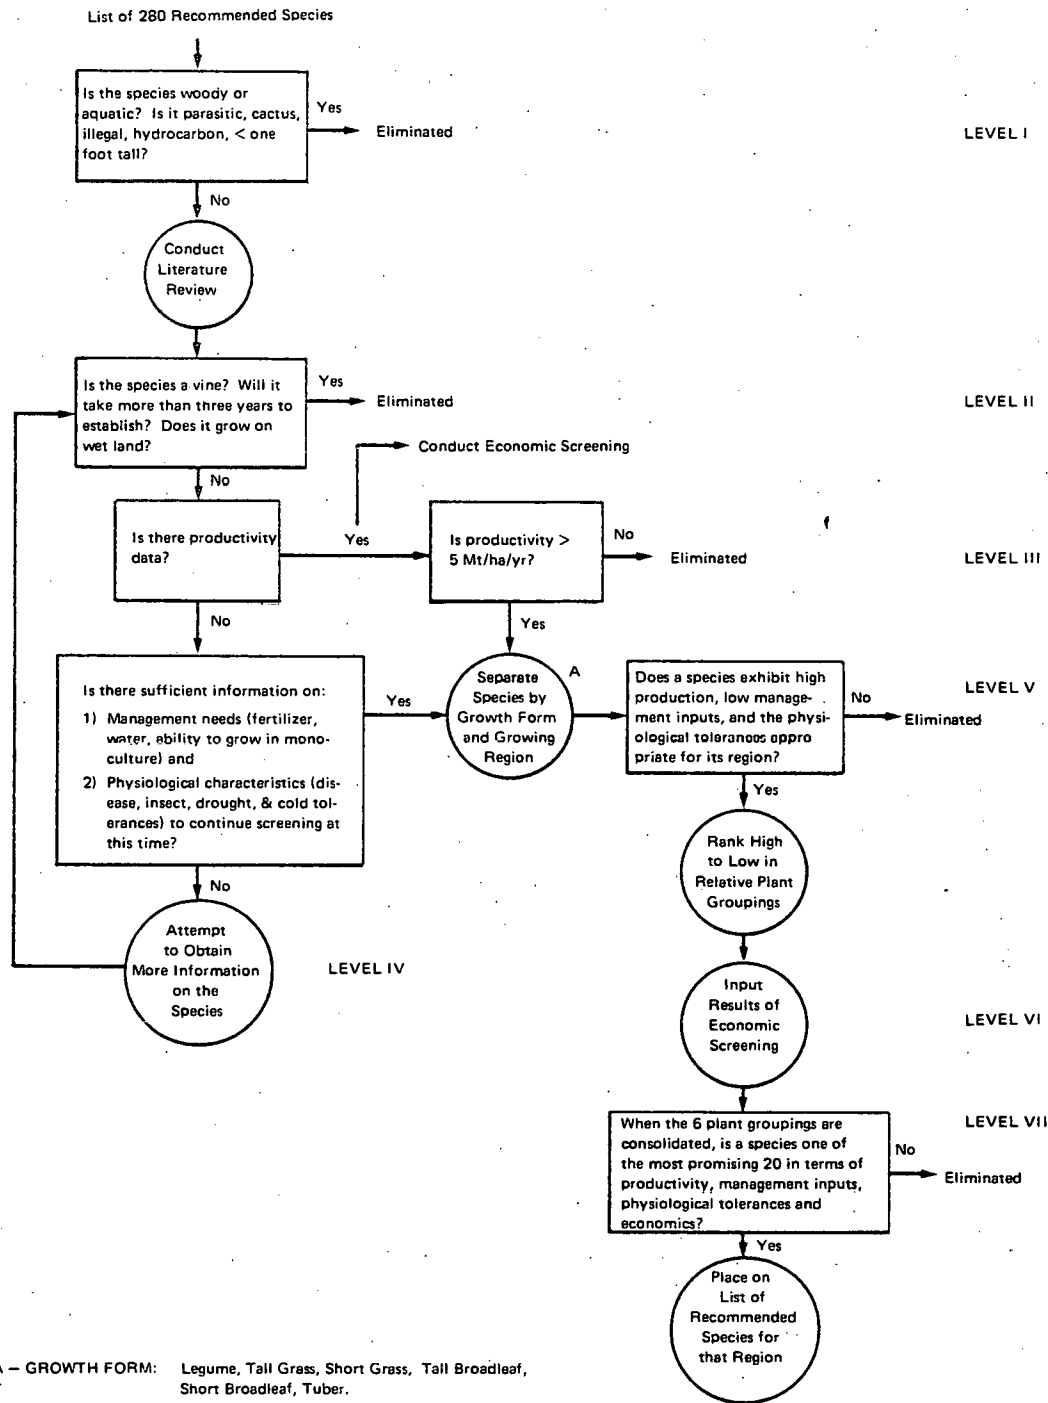 List of 280 Recommended Species
Is the species woody or
aquatic? Is it parasitic, cactus,
illegal, hydrocarbon, < one
foot tall?
Yes
Eliminated
LEVEL I
No
Conduct
Literature
Review
Is the species a vine? Will it
take more than three years to
establish? Does it grow on
wet land?
Yes
Eliminated
LEVEL II
No
Conduct Economic Screening
Is there productivity
data?
Yes
Is productivity >
5 Mt/ha/yr?
No
Eliminated
LEVEL III
No
Yes
Is there sufficient information on:
1) Management needs (fertilizer,
water, ability to grow in mono-
culture) and
2) Physiological characteristics (dis-
ease, insect, drought, & cold tol-
erances) to continue screening at
this time?
Yes
Separate
Species by
Growth Form
and Growing
Region
A
Does a species exhibit high
production, low manage-
ment inputs, and the physi-
ological tolerances appro
priate for its region?
No
Eliminated
LEVEL V
No
Yes
Attempt
to Obtain
More Information
on the
Species
LEVEL IV
Rank High
to Low in
Relative Plant
Groupings
Input
Results of
Economic
Screening
LEVEL VI
When the 6 plant groupings are
consolidated, is a species one of
the most promising 20 in terms of
productivity, management inputs,
physiological tolerances and
economics?
No
Eliminated
LEVEL VII
Yes
Place on
List of
Recommended
Species for
that Region
A – GROWTH FORM: Legume, Tall Grass, Short Grass, Tall Broadleaf,
Short Broadleaf, Tuber.